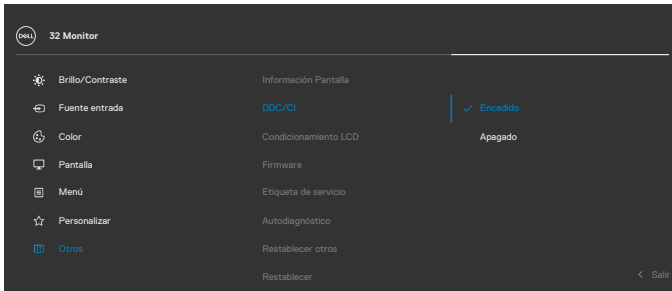 DELL 32 Monitor
Brillo/Contraste Información Pantalla
Fuente entrada DDC/CI Encedido
Color Condicionamiento LCD Apagado
Pantalla Firmware
Menú Etiqueta de servicio
Personalizar Autodiagnóstico
Otros Restablecer otros
Restablecer Salir